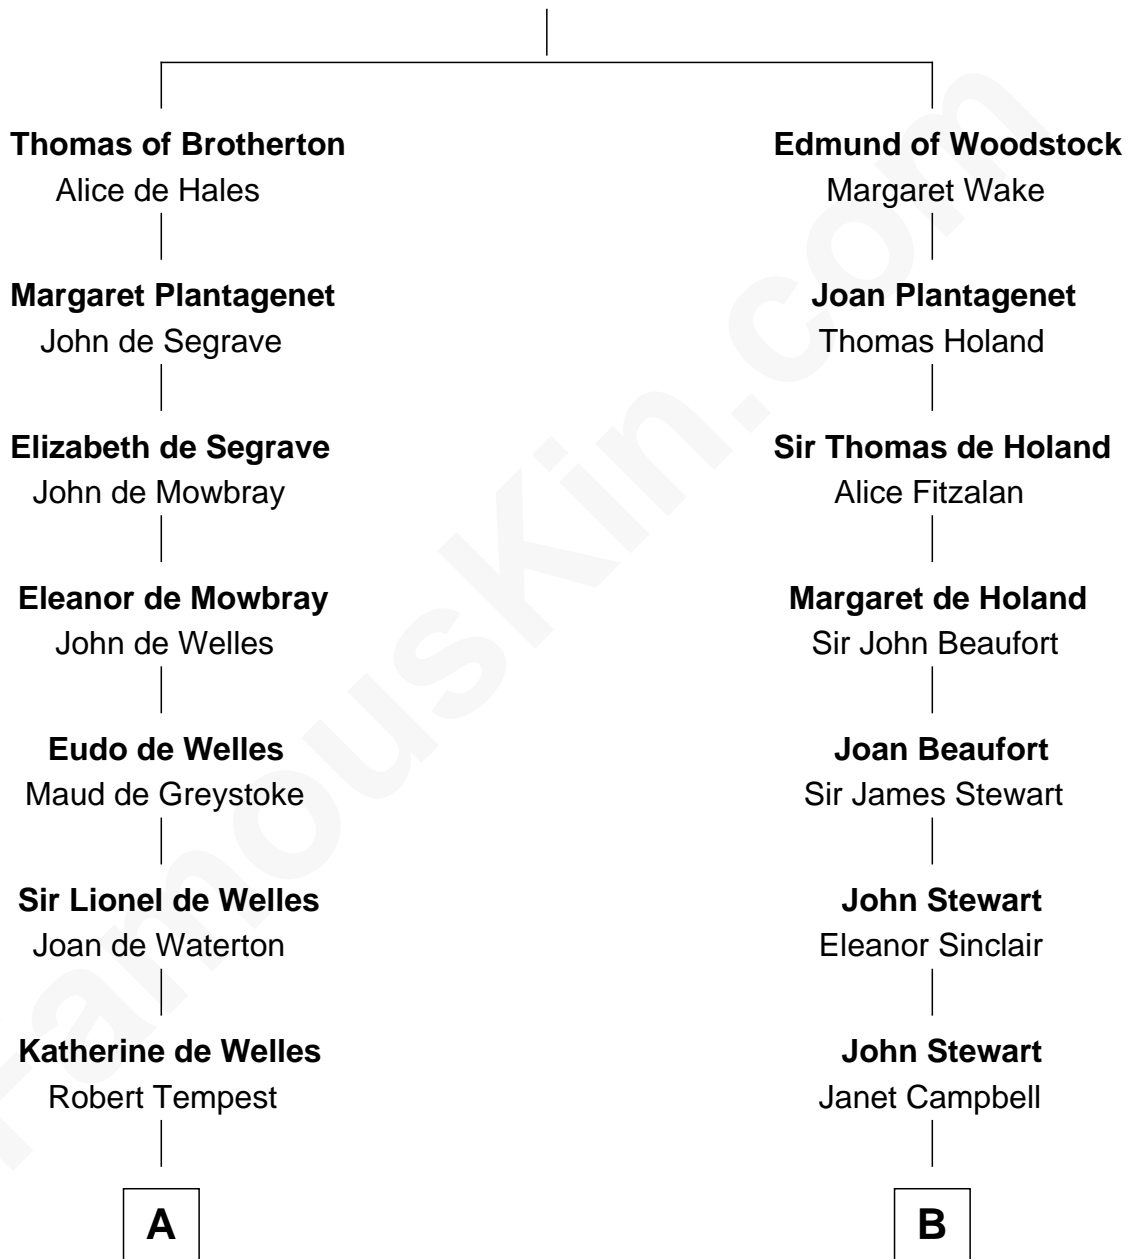 Thomas of Brotherton
Alice de Hales
Margaret Plantagenet
John de Segrave
Elizabeth de Segrave
John de Mowbray
Eleanor de Mowbray
John de Welles
Eudo de Welles
Maud de Greystoke
Sir Lionel de Welles
Joan de Waterton
Katherine de Welles
Robert Tempest
A
Edmund of Woodstock
Margaret Wake
Joan Plantagenet
Thomas Holand
Sir Thomas de Holand
Alice Fitzalan
Margaret de Holand
Sir John Beaufort
Joan Beaufort
Sir James Stewart
John Stewart
Eleanor Sinclair
John Stewart
Janet Campbell
B
FamousKin.com